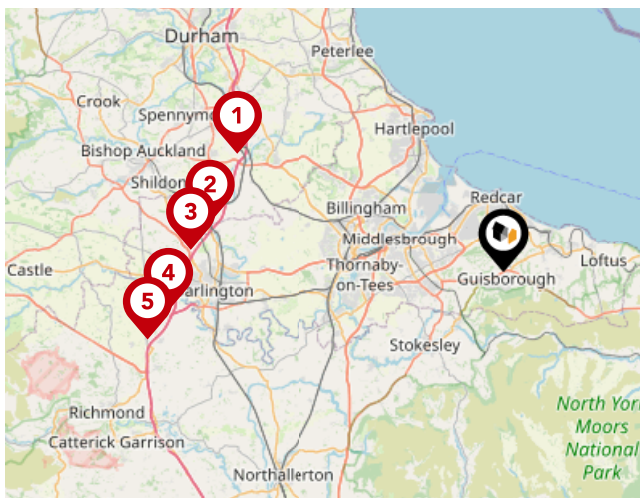 Durham
Peterlee
Crook
Spennym
1
Hartlepool
Bishop Auckland
Shildon
2
Redcar
Billingham
3
Middlesbrough
Loftus
Castle
4
Thornaby-
on-Tees
Guisborough
arlington
5
Stokesley
Richmond
North York
Moors
National
Park
Catterick Garrison
Northallerton